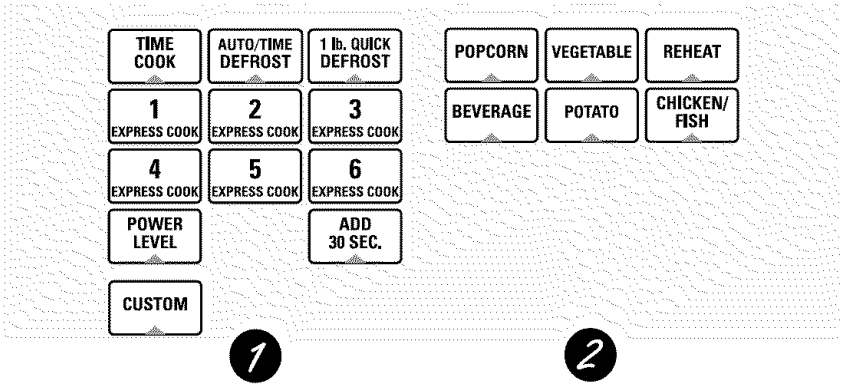 TIME
COOK
AUTO/TIME
DEFROST
1 lb. QUICK
DEFROST
1
EXPRESS COOK
2
EXPRESS COOK
3
EXPRESS COOK
4
EXPRESS COOK
5
EXPRESS COOK
6
EXPRESS COOK
POWER
LEVEL
ADD
30 SEC.
CUSTOM
1
POPCORN
VEGETABLE
REHEAT
BEVERAGE
POTATO
CHICKEN/
FISH
2